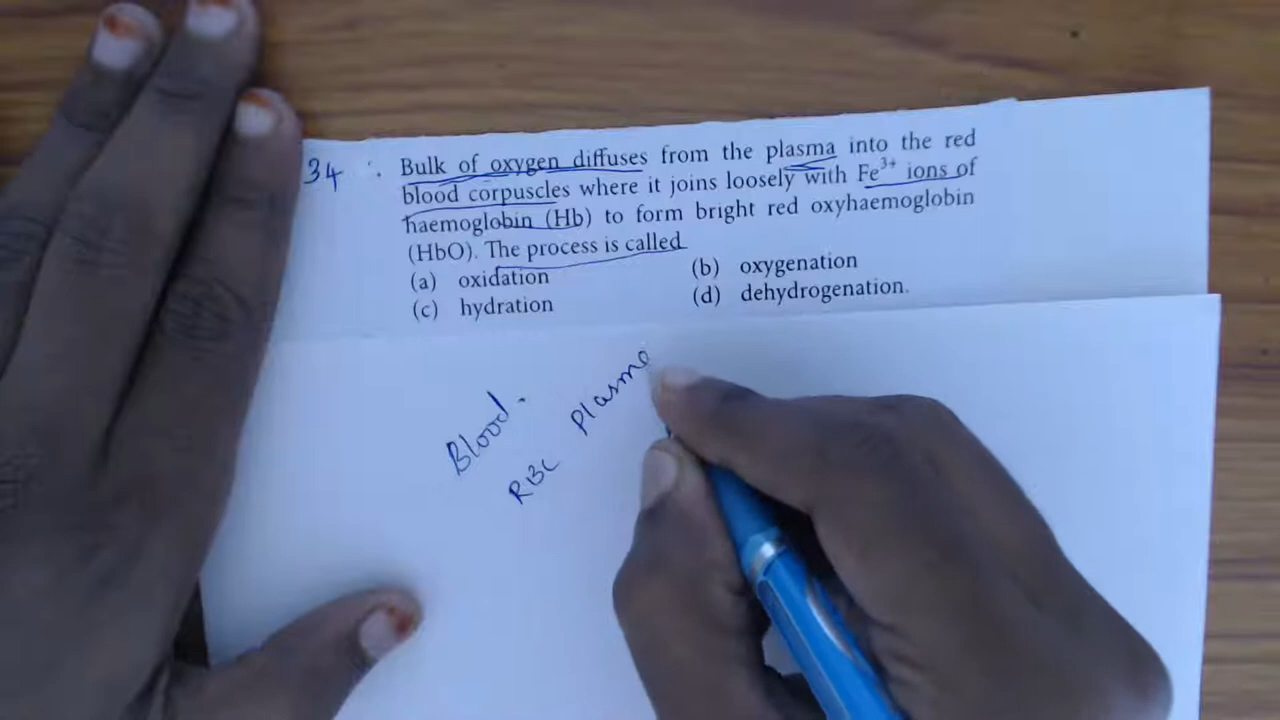 34. Bulk of oxygen diffuses from the plasma into the red
blood corpuscles where it joins loosely with Fe³⁺ ions of
haemoglobin (Hb) to form bright red oxyhaemoglobin
(HbO). The process is called
(a) oxidation (b) oxygenation
(c) hydration (d) dehydrogenation.
Blood.
RBC Plasma